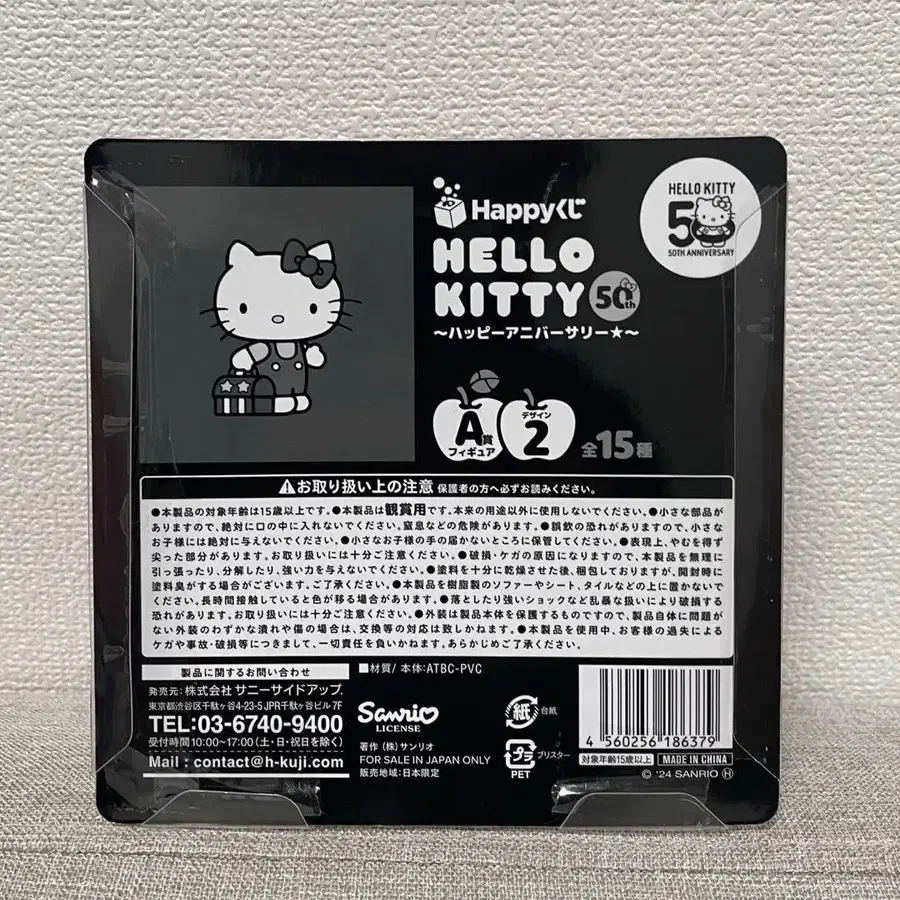 Happyくじ
HELLO
KITTY 50th
～ハッピーアニバーサリー★～
HELLO KITTY
50
50TH ANNIVERSARY
A賞
フィギュア
デザイン
2
全15種
お取り扱い上の注意 保護者の方へ必ずお読みください。
●本製品の対象年齢は15歳以上です。●本製品は観賞用です。本来の用途以外に使用しないでください。●小さな部品が
ありますので、絶対に口の中に入れないでください。窒息などの危険があります。●誤飲の恐れがありますので、小さな
お子様には絶対に与えないでください。●小さなお子様の手の届かないところに保管してください。●表現上、やむを得ず
尖った部分があります。お取り扱いには十分ご注意ください。●破損・ケガの原因になりますので、本製品を無理に
引っ張ったり、分解したり、強い力を与えないでください。●塗料を十分に乾燥させた後、梱包しておりますが、開封時に
塗料臭がする場合がございます。ご了承ください。●本製品を樹脂製のソファーやシート、タイルなどの上に置かないで
ください。長時間接触していると色が移る場合があります。●落としたり強いショックなど乱暴な扱いにより破損する
恐れがあります。お取り扱いには十分ご注意ください。●外装は製品本体を保護するものですので、製品自体に問題が
ない外装のわずかな潰れや傷の場合は、交換等の対応は致しかねます。●本製品を使用中、お客様の過失による
ケガや事故・破損等につきまして、一切責任を負いかねます。あらかじめご了承ください。
製品に関するお問い合わせ
発売元：株式会社 サニーサイドアップ
東京都渋谷区千駄ヶ谷4-23-5 JPR千駄ヶ谷ビル 7F
TEL:03-6740-9400
受付時間 10:00～17:00（土・日・祝日を除く）
Mail : contact@h-kuji.com
■材質/ 本体：ATBC-PVC
Sanrio
LICENSE
著作（株）サンリオ
FOR SALE IN JAPAN ONLY
販売地域：日本限定
紙 台紙
プラ ブリスター
PET
4 560256 186379
対象年齢15歳以上 MADE IN CHINA
© '24 SANRIO Ⓗ